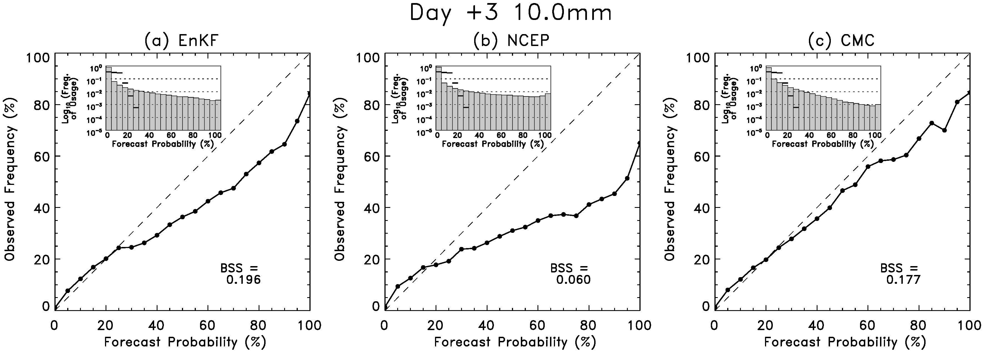 Day +3 10.0mm
(a) EnKF
100
80
60
40
20
0
Observed Frequency (%)
0 20 40 60 80 100
Forecast Probability (%)
Log₁₀ (Freq.
of Usage)
10⁰
10⁻¹
10⁻²
10⁻³
10⁻⁴
10⁻⁵
0 20 40 60 80 100
Forecast Probability (%)
BSS =
0.196
(b) NCEP
100
80
60
40
20
0
Observed Frequency (%)
0 20 40 60 80 100
Forecast Probability (%)
Log₁₀ (Freq.
of Usage)
10⁰
10⁻¹
10⁻²
10⁻³
10⁻⁴
10⁻⁵
0 20 40 60 80 100
Forecast Probability (%)
BSS =
0.060
(c) CMC
100
80
60
40
20
0
Observed Frequency (%)
0 20 40 60 80 100
Forecast Probability (%)
Log₁₀ (Freq.
of Usage)
10⁰
10⁻¹
10⁻²
10⁻³
10⁻⁴
10⁻⁵
0 20 40 60 80 100
Forecast Probability (%)
BSS =
0.177